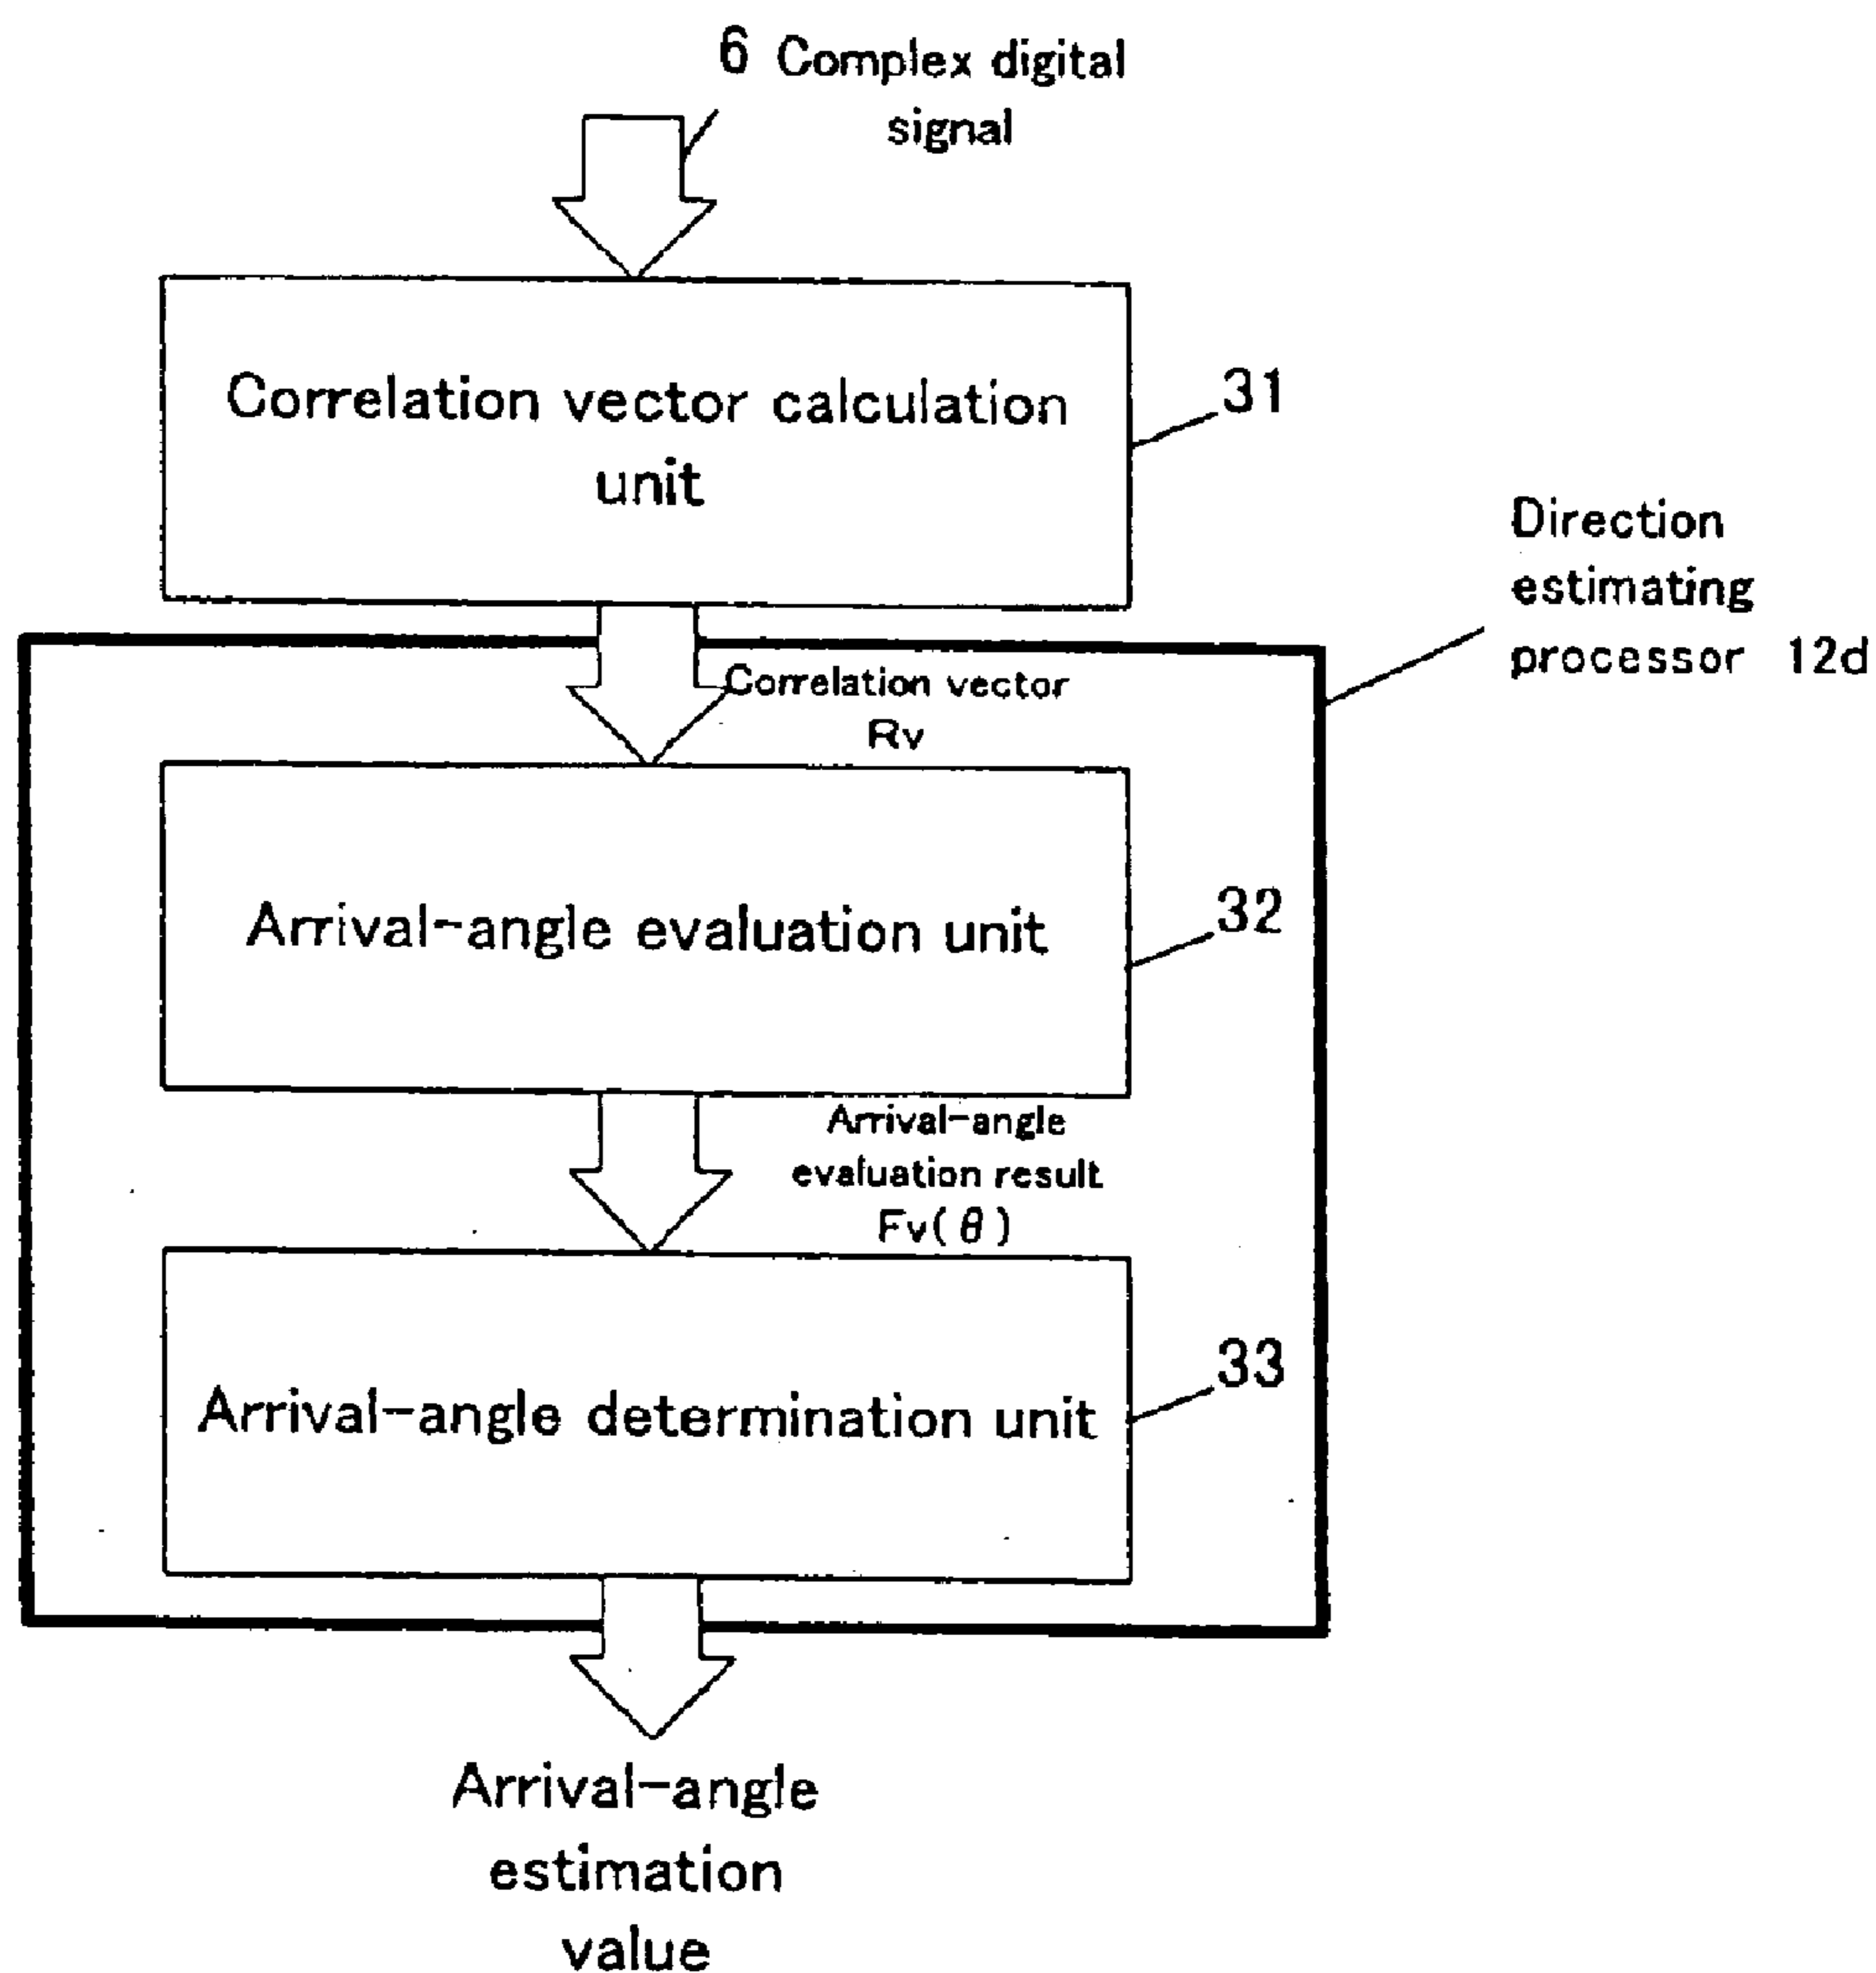 6 Complex digital
signal
Correlation vector calculation
unit
31
Direction
estimating
processor 12d
Correlation vector
Rv
Arrival-angle evaluation unit
32
Arrival-angle
evaluation result
Fv(θ)
Arrival-angle determination unit
33
Arrival-angle
estimation
value